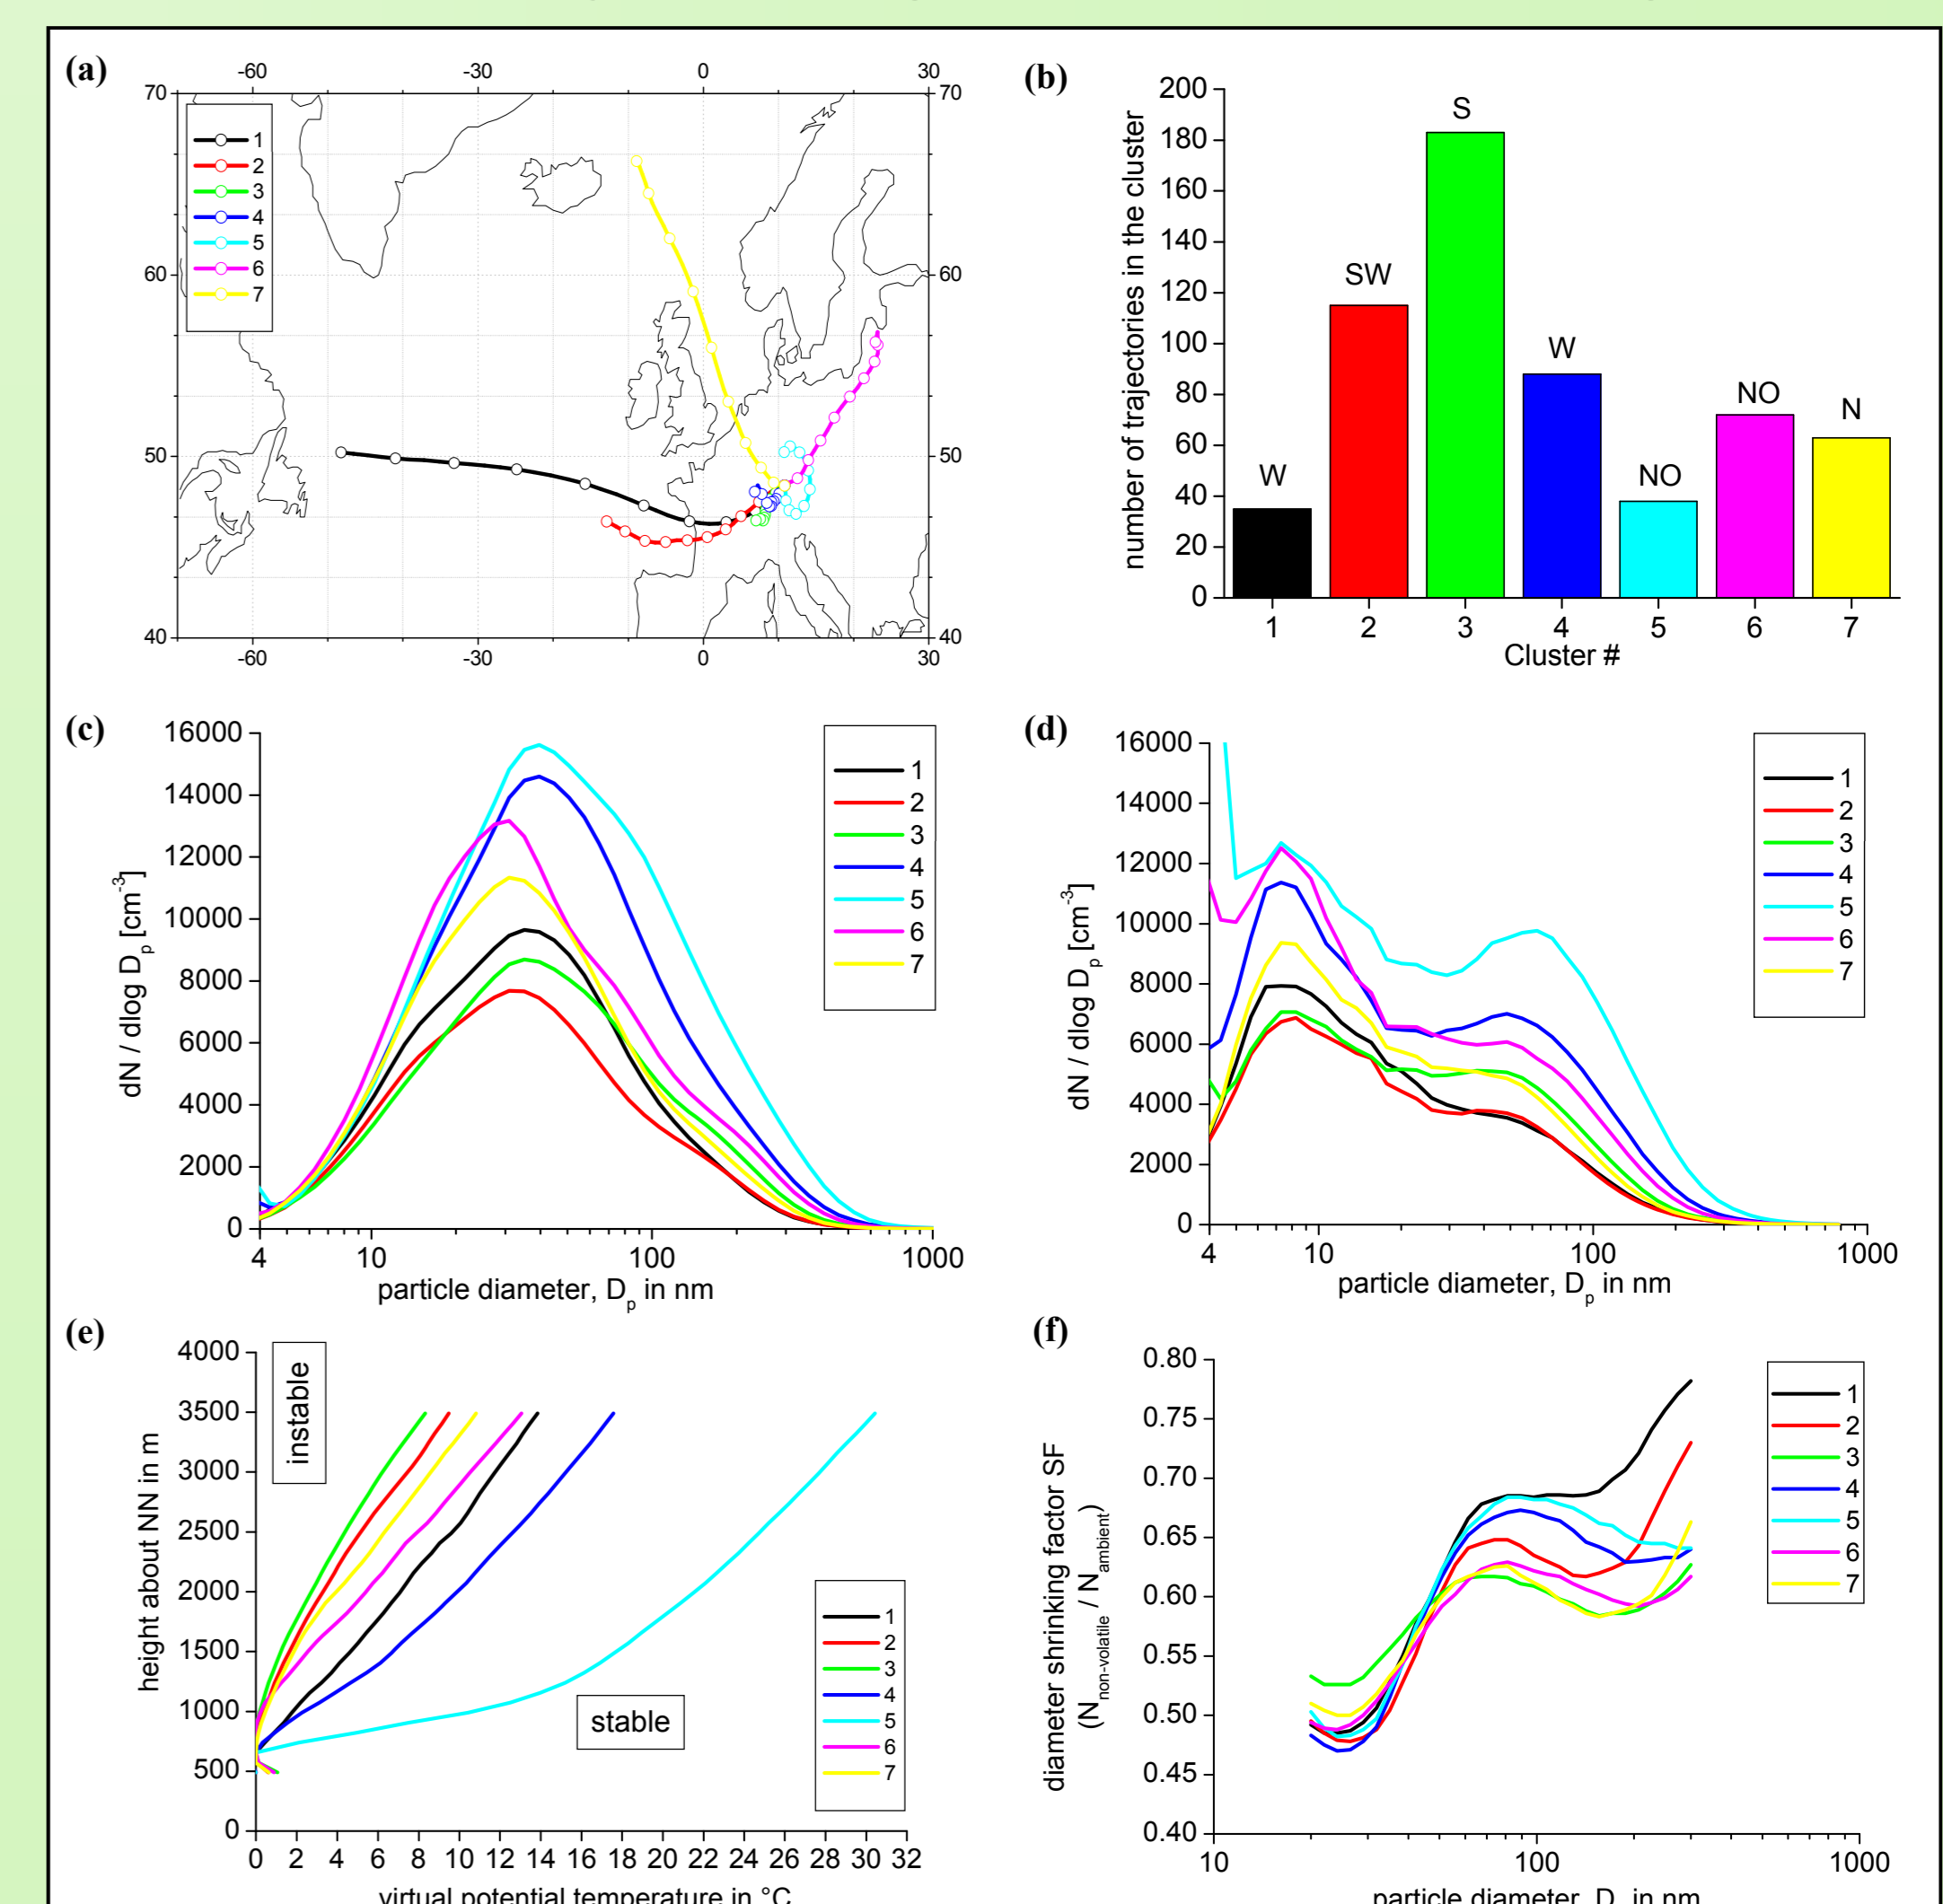 (a)
-60 -30 0 30
70 70
1
2
3
4
5
6
7
60 60
50 50
40 40
-60 -30 0 30
(b)
number of trajectories in the cluster
200
180
160
140
120
100
80
60
40
20
0
W
SW
S
W
NO
NO
N
1 2 3 4 5 6 7
Cluster #
(c)
dN / dlog Dp [cm-3]
16000
14000
12000
10000
8000
6000
4000
2000
0
1
2
3
4
5
6
7
4 10 100 1000
particle diameter, Dp in nm
(d)
dN / dlog Dp [cm-3]
16000
14000
12000
10000
8000
6000
4000
2000
0
1
2
3
4
5
6
7
4 10 100 1000
particle diameter, Dp in nm
(e)
height about NN in m
4000
3500
3000
2500
2000
1500
1000
500
0
instable
stable
1
2
3
4
5
6
7
0 2 4 6 8 10 12 14 16 18 20 22 24 26 28 30 32
virtual potential temperature in °C
(f)
diameter shrinking factor SF
(Nnon-volatile / Nambient)
0.80
0.75
0.70
0.65
0.60
0.55
0.50
0.45
0.40
1
2
3
4
5
6
7
10 100 1000
particle diameter, D in nm